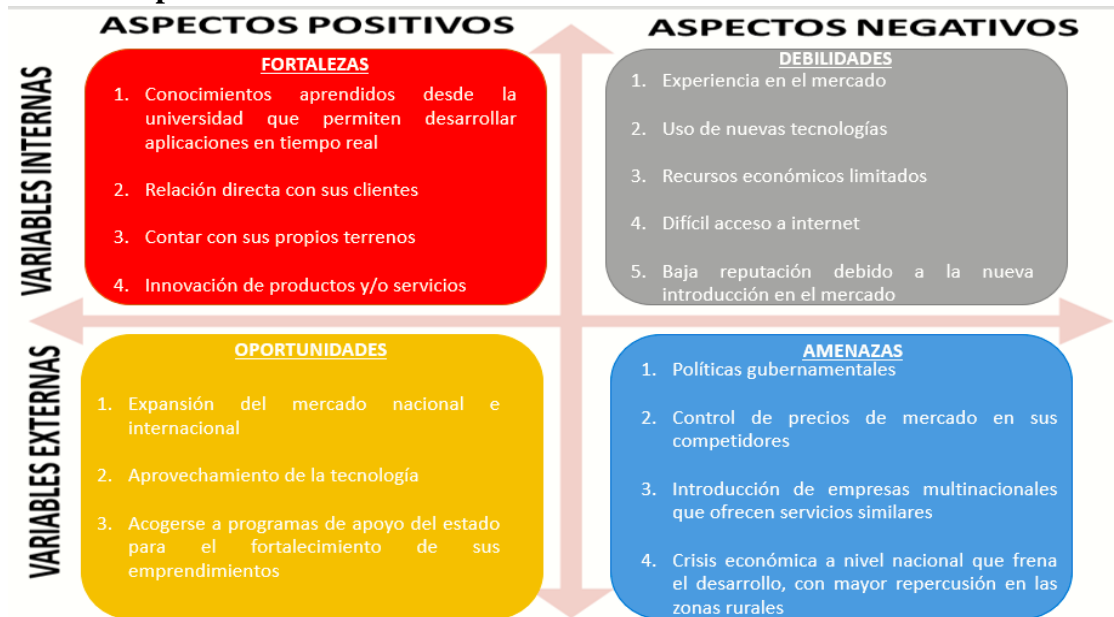 ASPECTOS POSITIVOS
ASPECTOS NEGATIVOS
VARIABLES INTERNAS
FORTALEZAS
1. Conocimientos aprendidos desde la
universidad que permiten desarrollar
aplicaciones en tiempo real
2. Relación directa con sus clientes
3. Contar con sus propios terrenos
4. Innovación de productos y/o servicios
DEBILIDADES
1. Experiencia en el mercado
2. Uso de nuevas tecnologías
3. Recursos económicos limitados
4. Difícil acceso a internet
5. Baja reputación debido a la nueva
introducción en el mercado
VARIABLES EXTERNAS
OPORTUNIDADES
1. Expansión del mercado nacional e
internacional
2. Aprovechamiento de la tecnología
3. Acogerse a programas de apoyo del estado
para el fortalecimiento de sus
emprendimientos
AMENAZAS
1. Políticas gubernamentales
2. Control de precios de mercado en sus
competidores
3. Introducción de empresas multinacionales
que ofrecen servicios similares
4. Crisis económica a nivel nacional que frena
el desarrollo, con mayor repercusión en las
zonas rurales